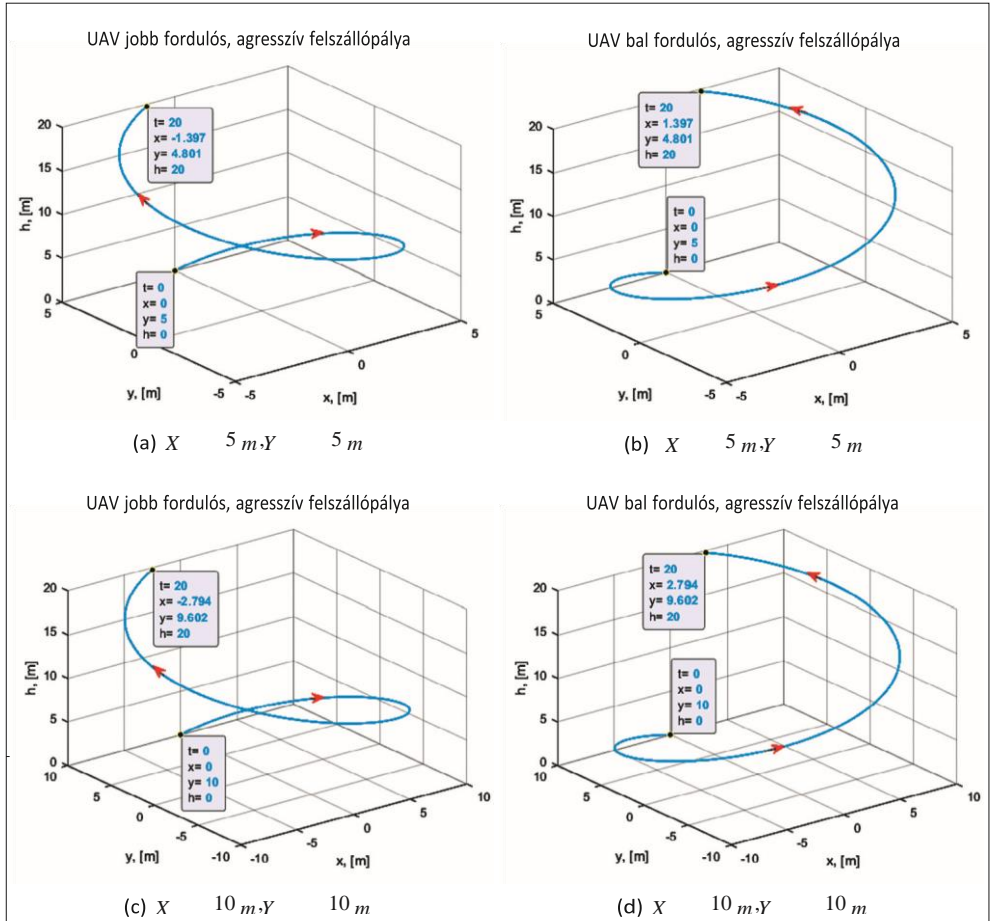 UAV jobb fordulós, agresszív felszállópálya
t= 20
x= -1.397
y= 4.801
h= 20
t= 0
x= 0
y= 5
h= 0
20
15
10
5
0
h, [m]
5
0
-5
y, [m]
-5
0
5
x, [m]
(a) X 5 m,Y 5 m
UAV bal fordulós, agresszív felszállópálya
t= 20
x= 1.397
y= 4.801
h= 20
t= 0
x= 0
y= 5
h= 0
20
15
10
5
0
h, [m]
5
0
-5
y, [m]
-5
0
5
x, [m]
(b) X 5 m,Y 5 m
UAV jobb fordulós, agresszív felszállópálya
t= 20
x= -2.794
y= 9.602
h= 20
t= 0
x= 0
y= 10
h= 0
20
15
10
5
0
h, [m]
10
5
0
-5
-10
y, [m]
-10
-5
0
5
10
x, [m]
(c) X 10 m,Y 10 m
UAV bal fordulós, agresszív felszállópálya
t= 20
x= 2.794
y= 9.602
h= 20
t= 0
x= 0
y= 10
h= 0
20
15
10
5
0
h, [m]
10
5
0
-5
-10
y, [m]
-10
-5
0
5
10
x, [m]
(d) X 10 m,Y 10 m